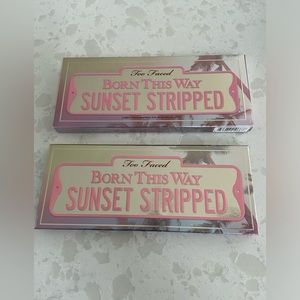 Too Faced
BORN THIS WAY
SUNSET STRIPPED
Too Faced
BORN THIS WAY
SUNSET STRIPPED